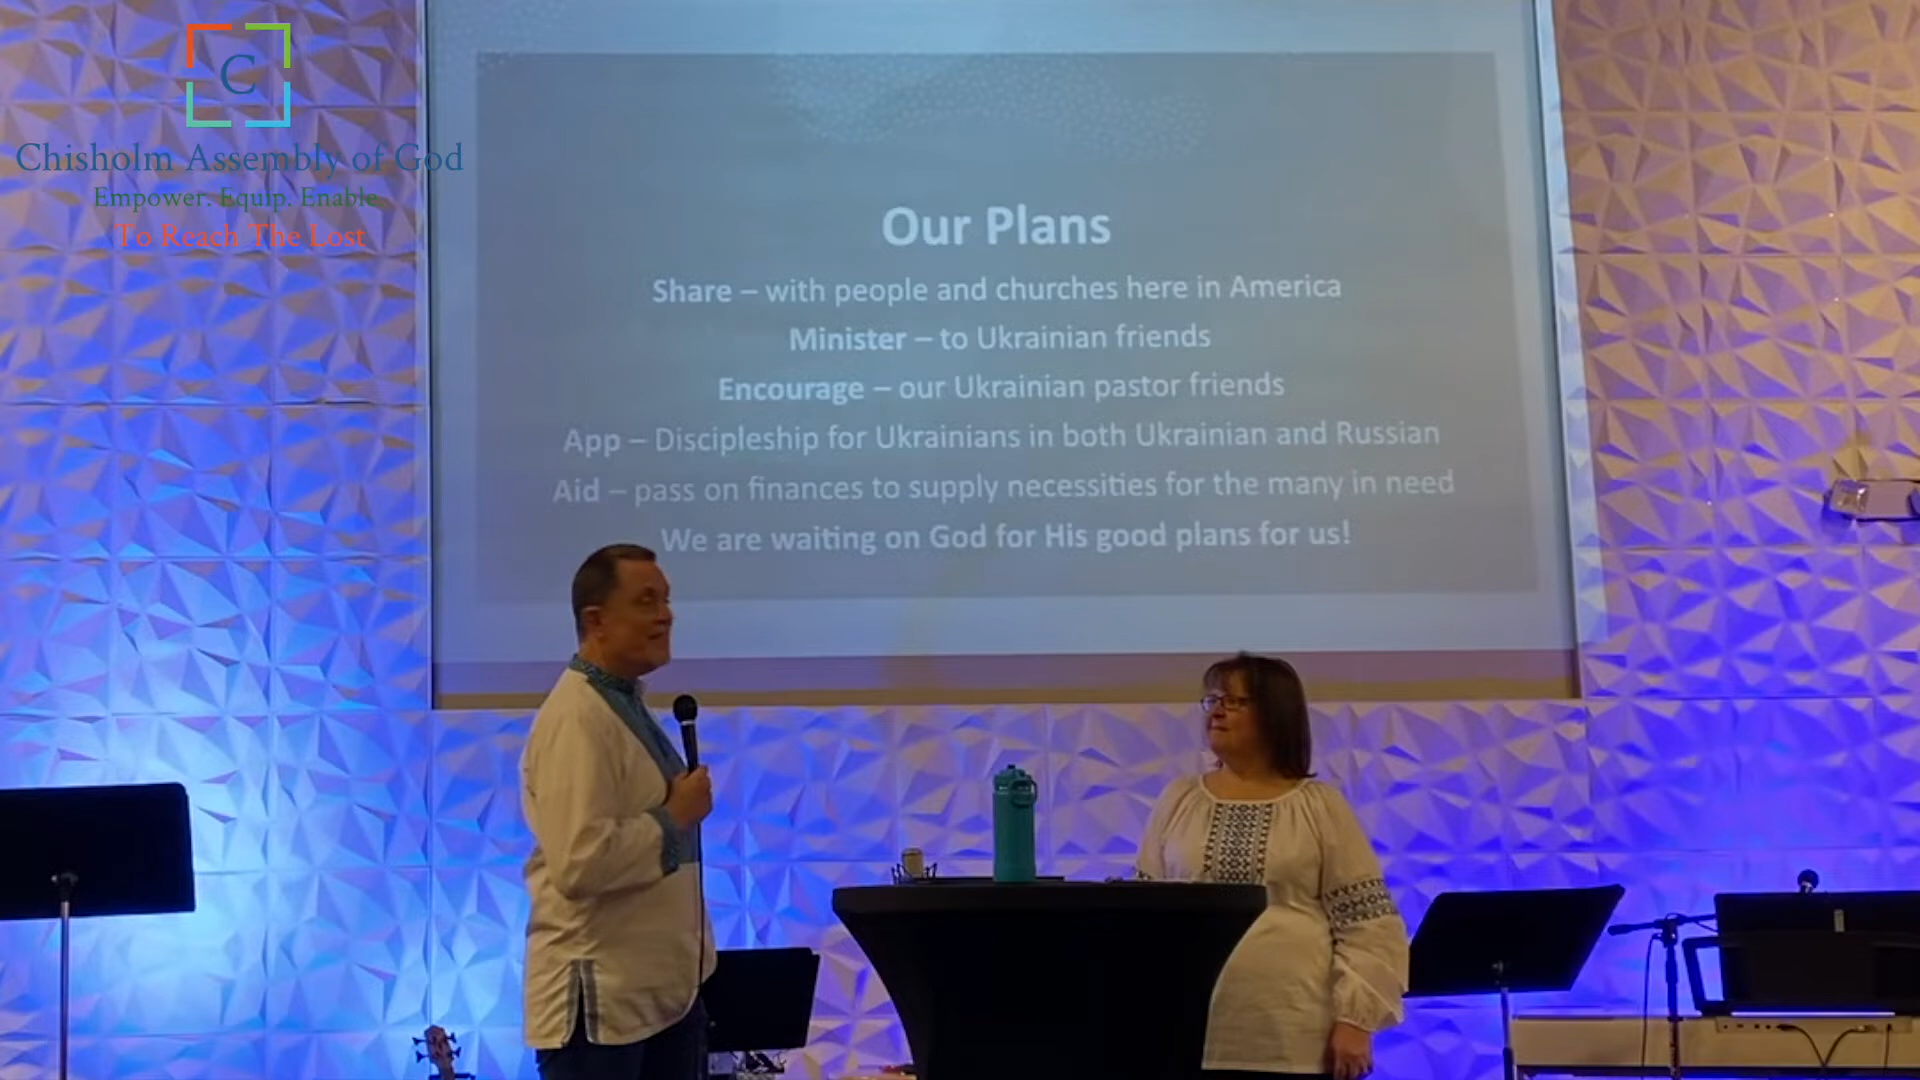 C
Chisholm Assembly of God
Empower. Equip. Enable.
To Reach The Lost
Our Plans
Share – with people and churches here in America
Minister – to Ukrainian friends
Encourage – our Ukrainian pastor friends
App – Discipleship for Ukrainians in both Ukrainian and Russian
Aid – pass on finances to supply necessities for the many in need
We are waiting on God for His good plans for us!